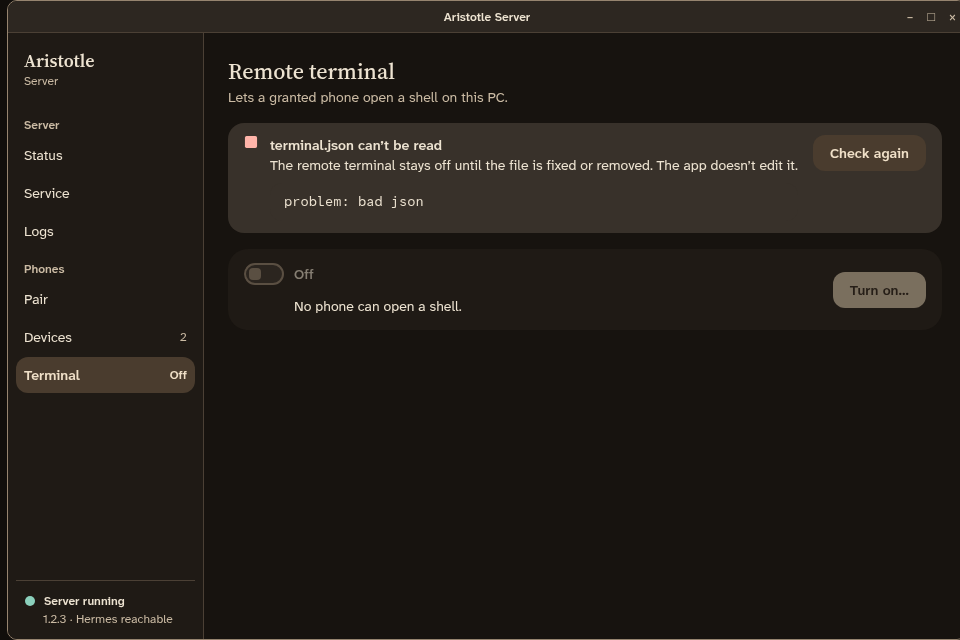 Aristotle Server
Aristotle
Server
Server
Status
Service
Logs
Phones
Pair
Devices 2
Terminal Off
Server running
1.2.3 · Hermes reachable
Remote terminal
Lets a granted phone open a shell on this PC.
terminal.json can’t be read
The remote terminal stays off until the file is fixed or removed. The app doesn’t edit it.
Check again
problem: bad json
Off
No phone can open a shell.
Turn on…